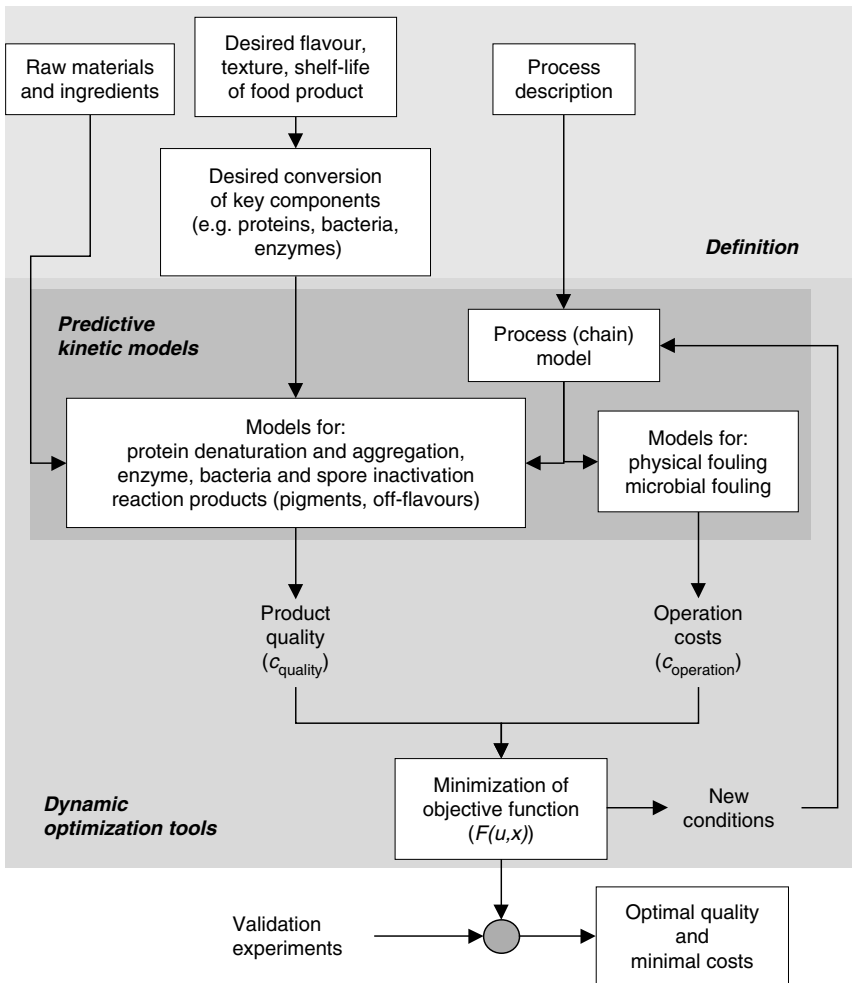 Raw materials
and ingredients
Desired flavour,
texture, shelf-life
of food product
Process
description
Desired conversion
of key components
(e.g. proteins, bacteria,
enzymes)
Definition
Predictive
kinetic models
Process (chain)
model
Models for:
protein denaturation and aggregation,
enzyme, bacteria and spore inactivation
reaction products (pigments, off-flavours)
Models for:
physical fouling
microbial fouling
Product
quality
(c_quality)
Operation
costs
(c_operation)
Dynamic
optimization tools
Minimization of
objective function
(F(u,x))
New
conditions
Validation
experiments
Optimal quality
and
minimal costs